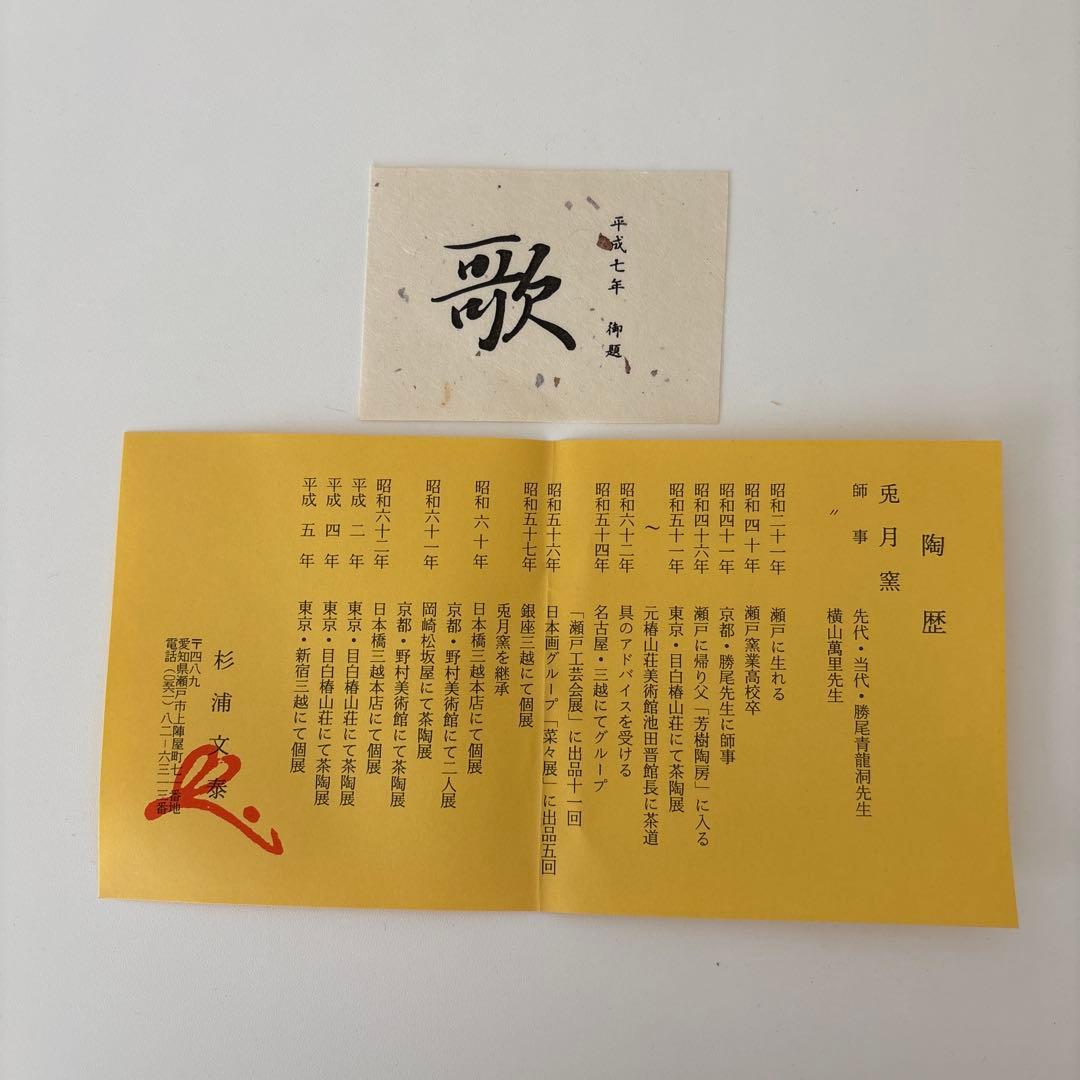 平成七年 御題
歌
陶歴
兎月窯
師事 先代・当代・勝尾青龍洞先生
〃 横山萬里先生
昭和二十一年 瀬戸に生れる
昭和四十年 瀬戸窯業高校卒
昭和四十一年 京都・勝尾先生に師事
昭和四十六年 瀬戸に帰り父「芳樹陶房」に入る
昭和五十一年 東京・目白椿山荘にて茶陶展
〜 元椿山荘美術館池田晋館長に茶道
昭和六十二年 具のアドバイスを受ける
昭和五十四年 名古屋・三越にてグループ
「瀬戸工芸会展」に出品十一回
昭和五十六年 日本画グループ「菜々展」に出品五回
昭和五十七年 銀座三越にて個展
兎月窯を継承
昭和六十年 日本橋三越本店にて個展
京都・野村美術館にて二人展
昭和六十一年 岡崎松坂屋にて茶陶展
京都・野村美術館にて茶陶展
昭和六十二年 日本橋三越本店にて個展
平成二年 東京・目白椿山荘にて茶陶展
平成四年 東京・目白椿山荘にて茶陶展
平成五年 東京・新宿三越にて個展
杉浦文泰
〒四八九
愛知県瀬戸市上陣屋町七一番地
電話（〇五六一）八二－六三一三番